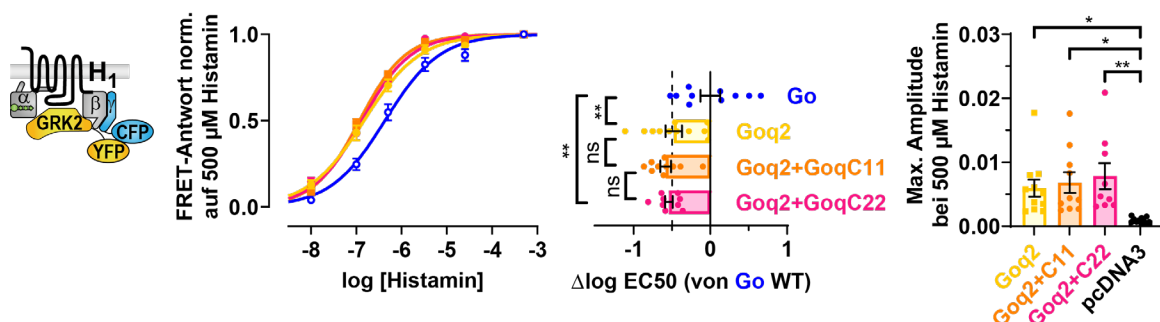 H1
α
β
γ
GRK2
CFP
YFP
FRET-Antwort norm.
auf 500 µM Histamin
1.0
0.5
0.0
-8
-7
-6
-5
-4
-3
log [Histamin]
**
**
ns
ns
Go
Goq2
Goq2+GoqC11
Goq2+GoqC22
-1
0
1
Δlog EC50 (von Go WT)
Max. Amplitude
bei 500 µM Histamin
0.03
0.02
0.01
0.00
*
*
**
Goq2
Goq2+C11
Goq2+C22
pcDNA3